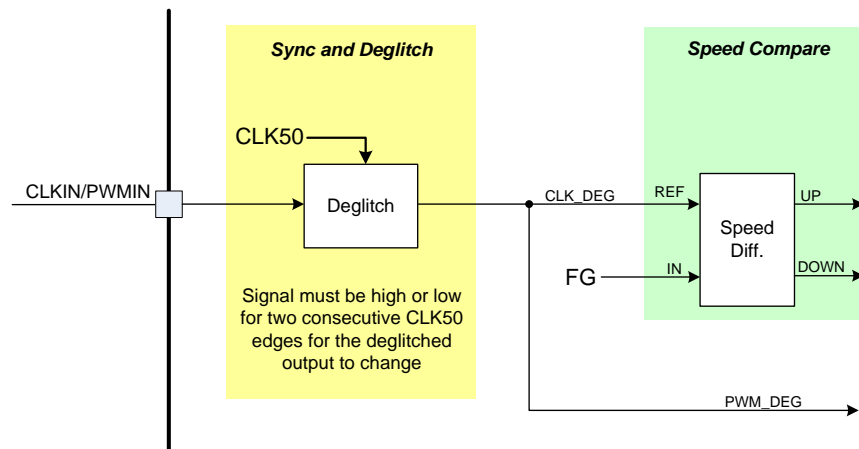 Sync and Deglitch
Speed Compare
CLK50
CLKIN/PWMIN
Deglitch
CLK_DEG
REF
UP
Speed
Diff.
FG
IN
DOWN
Signal must be high or low
for two consecutive CLK50
edges for the deglitched
output to change
PWM_DEG